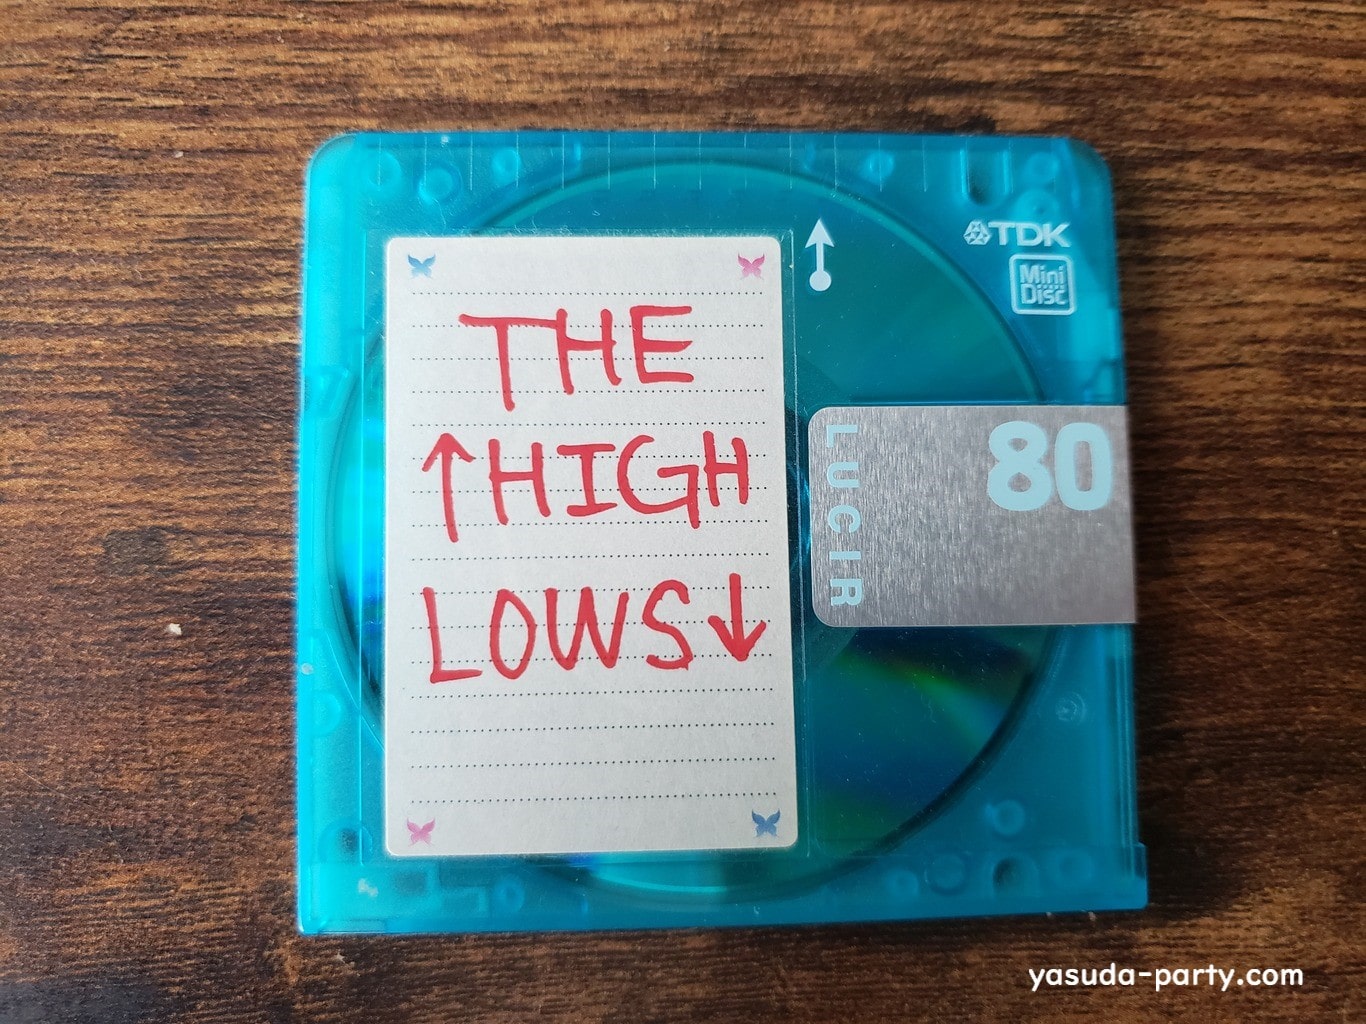 THE
↑HIGH
LOWS↓
TDK
Mini
Disc
80
LUCIR
yasuda-party.com